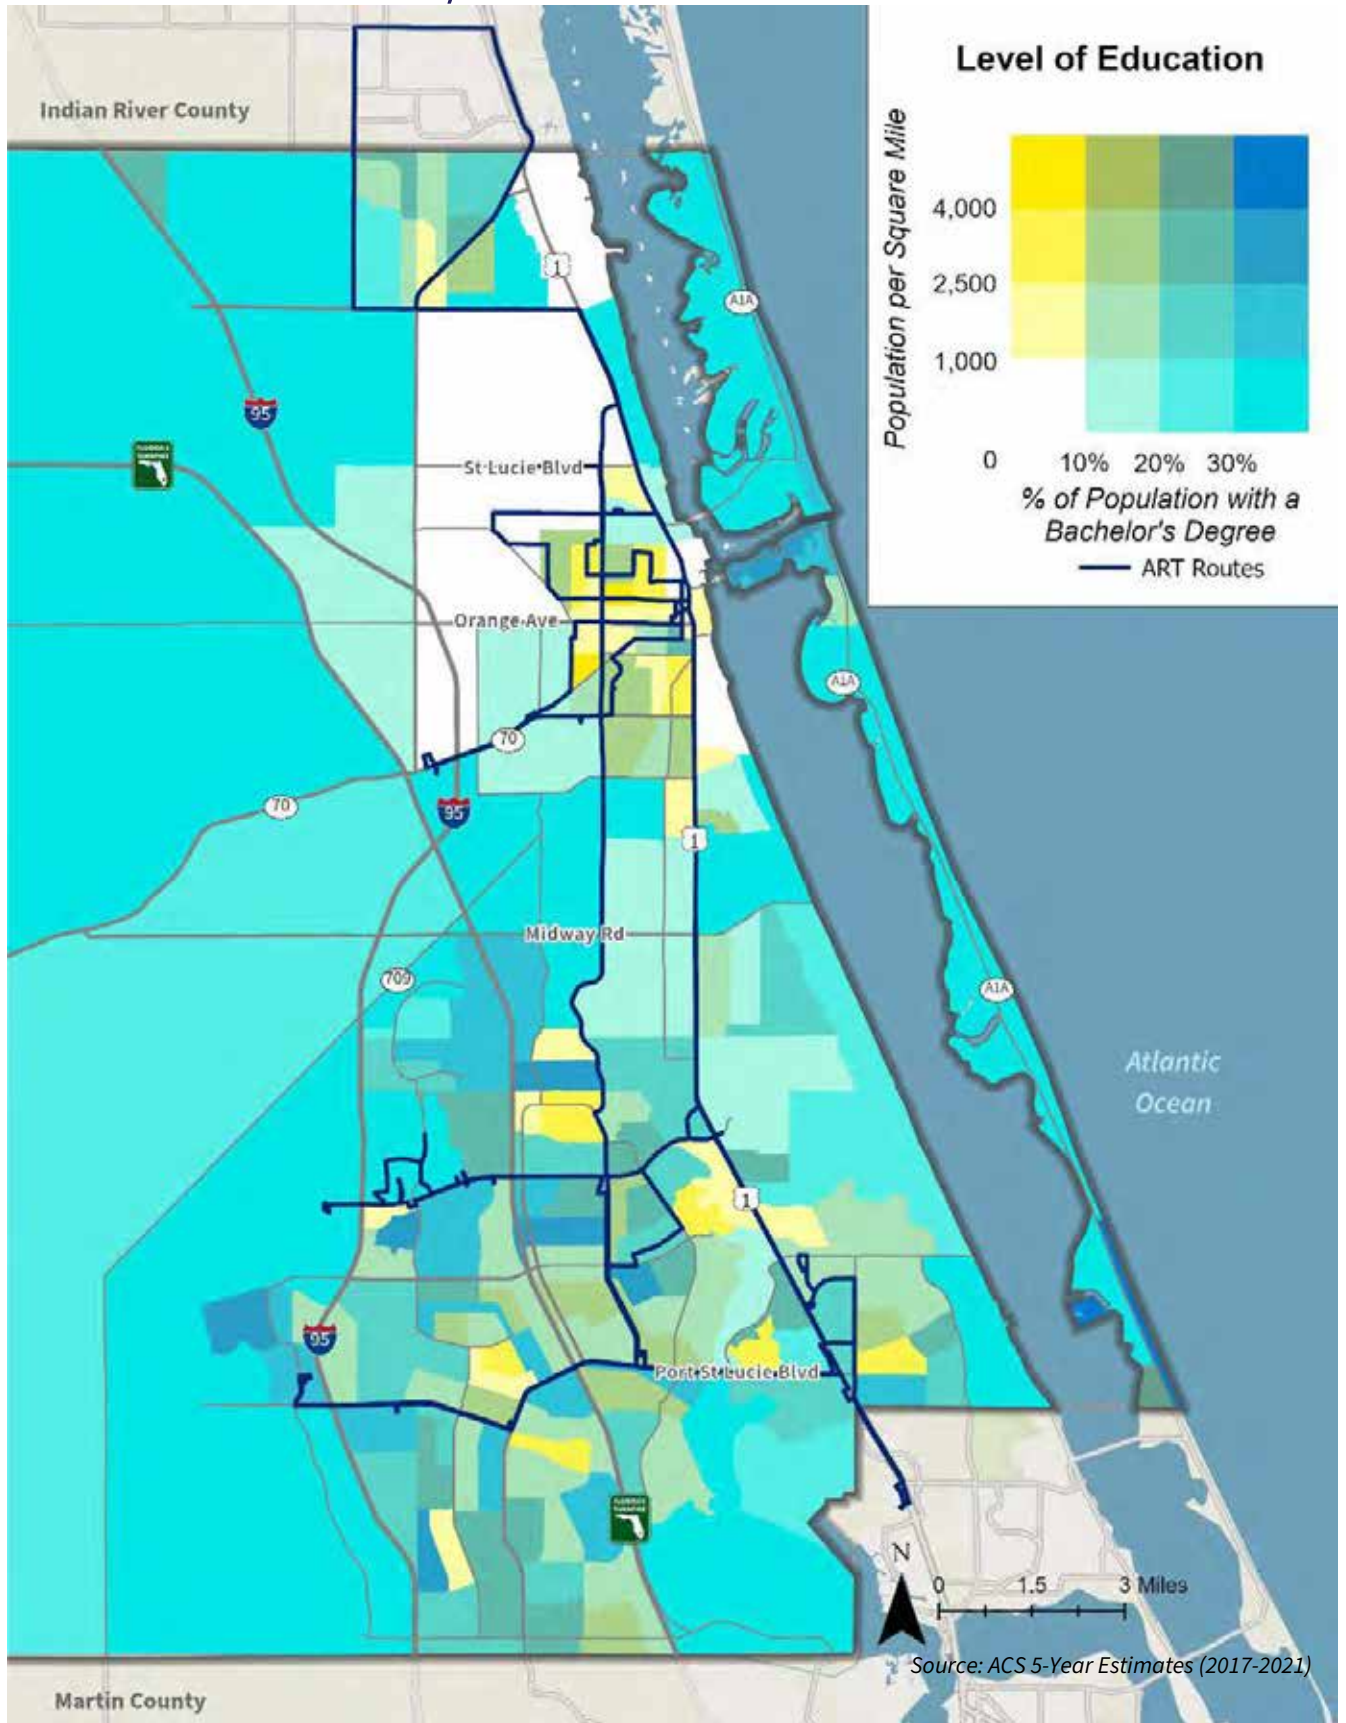 Level of Education
Population per Square Mile
4,000
2,500
1,000
0
10% 20% 30%
% of Population with a
Bachelor's Degree
ART Routes
Indian River County
1
A1A
95
St Lucie Blvd
Orange Ave
A1A
70
70
95
1
Midway Rd
709
A1A
Atlantic
Ocean
1
95
Port St Lucie Blvd
N
0 1.5 3 Miles
Source: ACS 5-Year Estimates (2017-2021)
Martin County